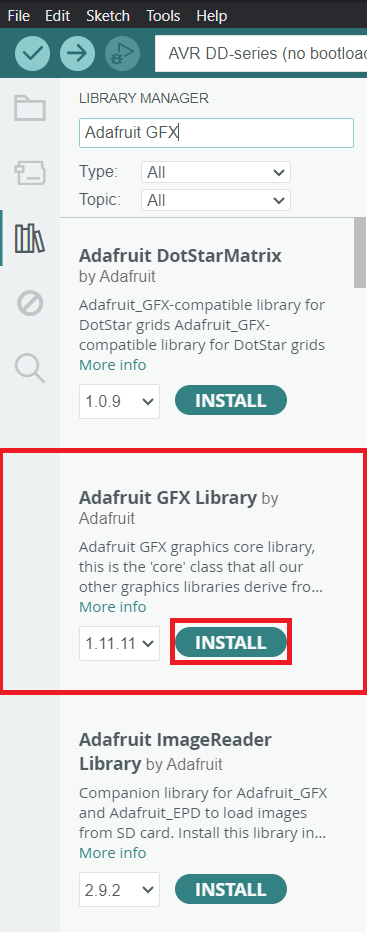 File Edit Sketch Tools Help
AVR DD-series (no bootloa
LIBRARY MANAGER
Adafruit GFX
Type: All
Topic: All
Adafruit DotStarMatrix
by Adafruit
Adafruit_GFX-compatible library for
DotStar grids Adafruit_GFX-
compatible library for DotStar grids
More info
1.0.9 INSTALL
Adafruit GFX Library by
Adafruit
Adafruit GFX graphics core library,
this is the 'core' class that all our
other graphics libraries derive fro...
More info
1.11.11 INSTALL
Adafruit ImageReader
Library by Adafruit
Companion library for Adafruit_GFX
and Adafruit_EPD to load images
from SD card. Install this library in...
More info
2.9.2 INSTALL